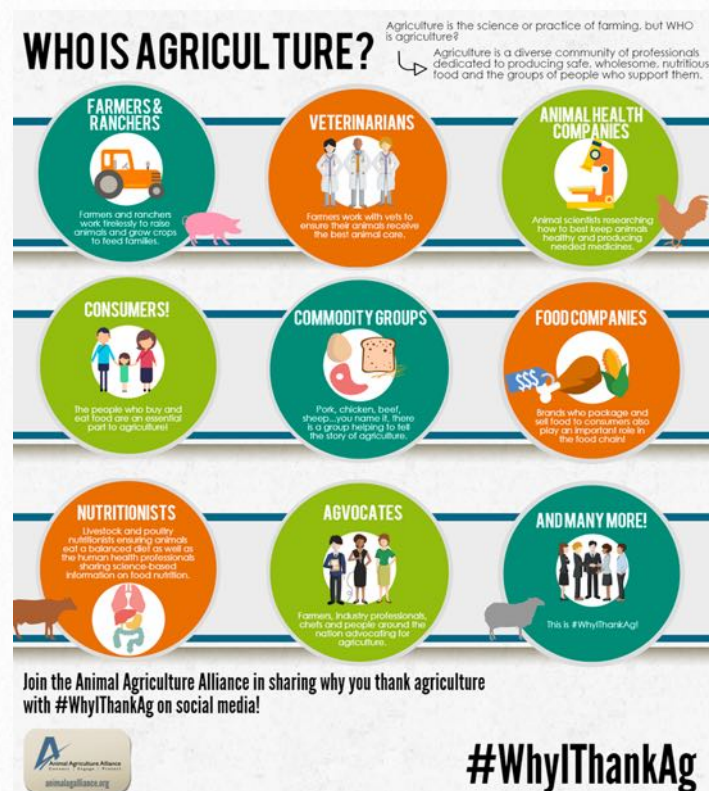 WHO IS AGRICULTURE?
Agriculture is the science or practice of farming, but WHO
is agriculture?
Agriculture is a diverse community of professionals
dedicated to producing safe, wholesome, nutritious
food and the groups of people who support them.
FARMERS &
RANCHERS
Farmers and ranchers
work tirelessly to raise
animals and grow crops
to feed families.
VETERINARIANS
Farmers work with vets to
ensure their animals receive
the best animal care.
ANIMAL HEALTH
COMPANIES
Animal scientists researching
how to best keep animals
healthy and producing
needed medicines.
CONSUMERS!
The people who buy and
eat food are an essential
part to agriculture!
COMMODITY GROUPS
Pork, chicken, beef,
sheep...you name it, there
is a group helping to tell
the story of agriculture.
FOOD COMPANIES
$$$
Brands who package and
sell food to consumers also
play an important role in
the food chain!
NUTRITIONISTS
Livestock and poultry
nutritionists ensuring animals
eat a balanced diet as well as
the human health professionals
sharing science-based
information on food nutrition.
AGVOCATES
Farmers, industry professionals,
chefs and people around the
nation advocating for
agriculture.
AND MANY MORE!
This is #WhyIThankAg!
Join the Animal Agriculture Alliance in sharing why you thank agriculture
with #WhyIThankAg on social media!
Animal Agriculture Alliance
Connect | Engage | Protect
animalagalliance.org
#WhyIThankAg